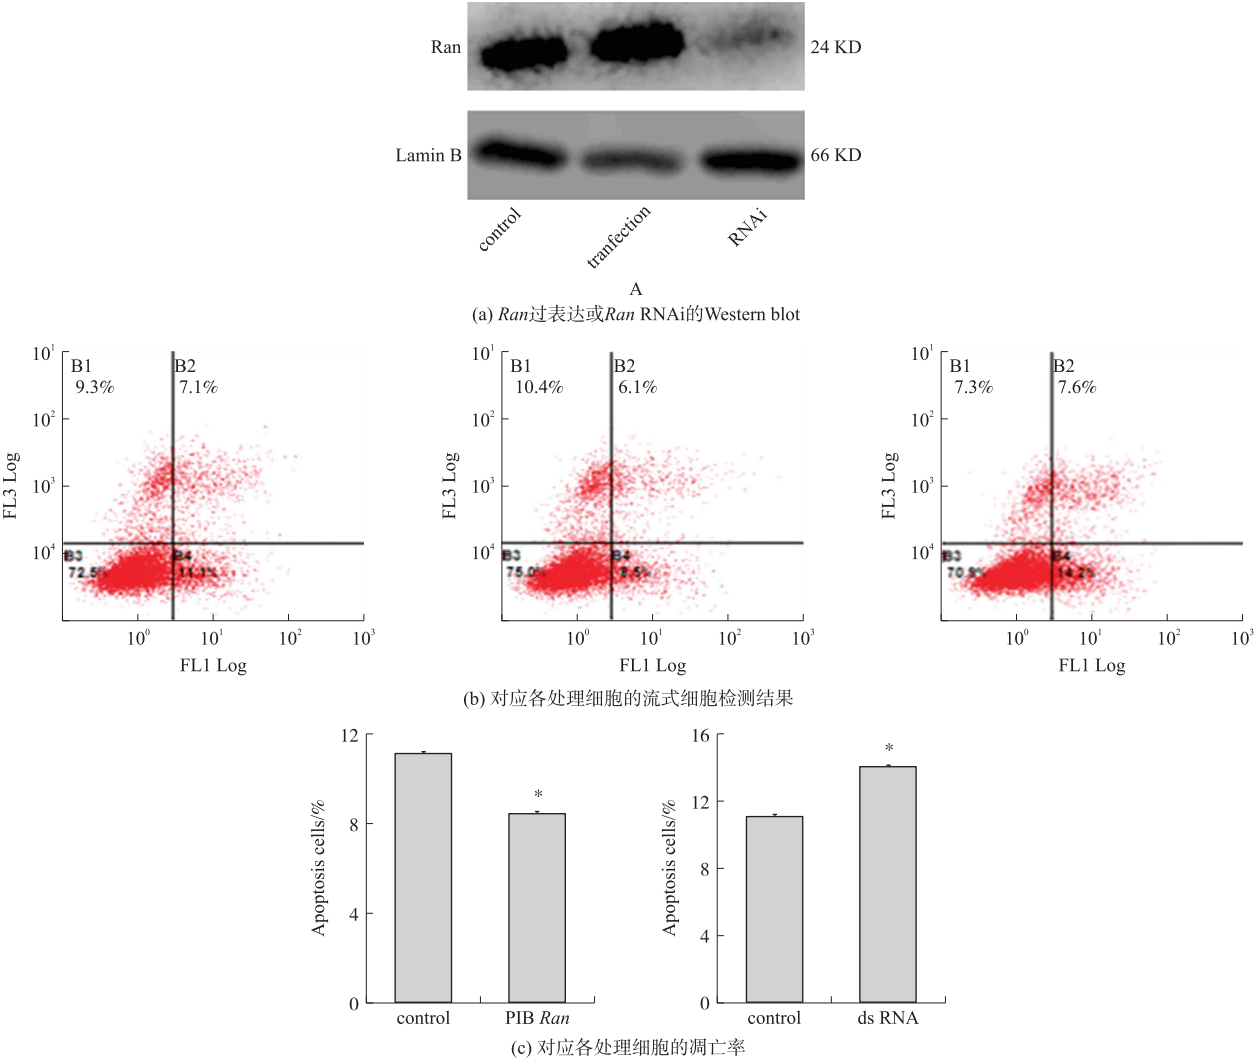 Ran
24 KD
Lamin B
66 KD
control
tranfection
RNAi
A
(a) Ran过表达或Ran RNAi的Western blot
FL3 Log
10¹
10²
10³
10⁴
B1
9.3%
B2
7.1%
B3
72.5%
B4
11.1%
10⁰ 10¹ 10² 10³
FL1 Log
FL3 Log
10¹
10²
10³
10⁴
B1
10.4%
B2
6.1%
B3
75.0%
B4
8.5%
10⁰ 10¹ 10² 10³
FL1 Log
FL3 Log
10¹
10²
10³
10⁴
B1
7.3%
B2
7.6%
B3
70.9%
B4
14.2%
10⁰ 10¹ 10² 10³
FL1 Log
(b) 对应各处理细胞的流式细胞检测结果
Apoptosis cells/%
12
8
4
0
*
control
PIB Ran
Apoptosis cells/%
16
12
8
4
0
*
control
ds RNA
(c) 对应各处理细胞的凋亡率